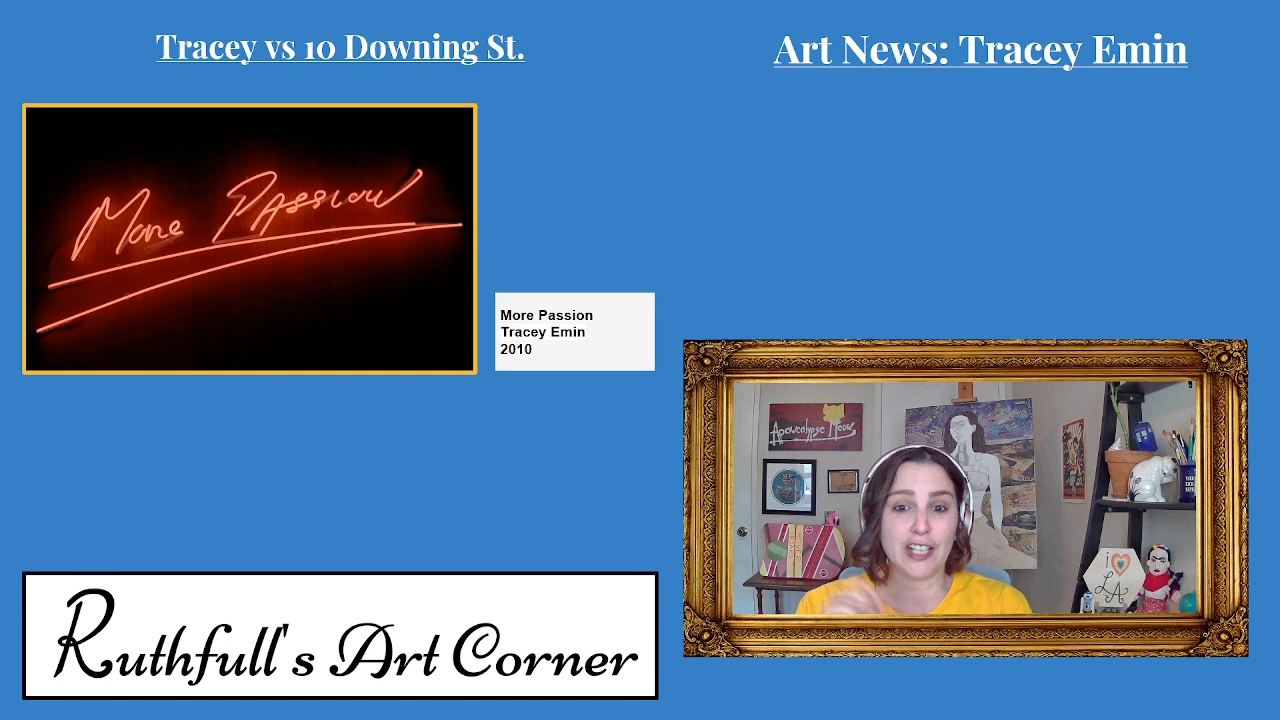 Tracey vs 10 Downing St.
Art News: Tracey Emin
More Passion
More Passion
Tracey Emin
2010
Apocalypse Meow
i
LA
Ruthfull's Art Corner